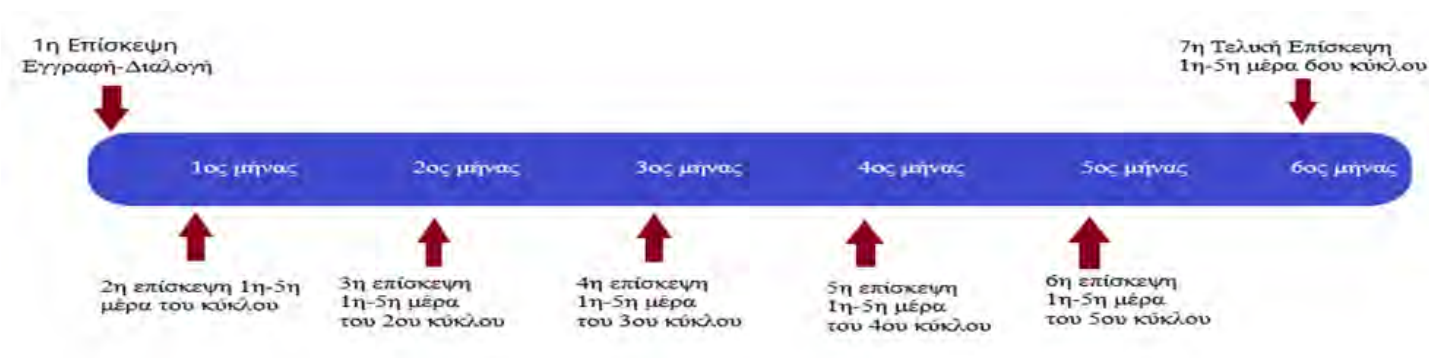 1η Επίσκεψη
Εγγραφή-Διαλογή
7η Τελική Επίσκεψη
1η-5η μέρα 6ου κύκλου
1ος μήνας
2ος μήνας
3ος μήνας
4ος μήνας
5ος μήνας
6ος μήνας
2η επίσκεψη 1η-5η
μέρα του κύκλου
3η επίσκεψη
1η-5η μέρα
του 2ου κύκλου
4η επίσκεψη
1η-5η μέρα
του 3ου κύκλου
5η επίσκεψη
1η-5η μέρα
του 4ου κύκλου
6η επίσκεψη
1η-5η μέρα
του 5ου κύκλου